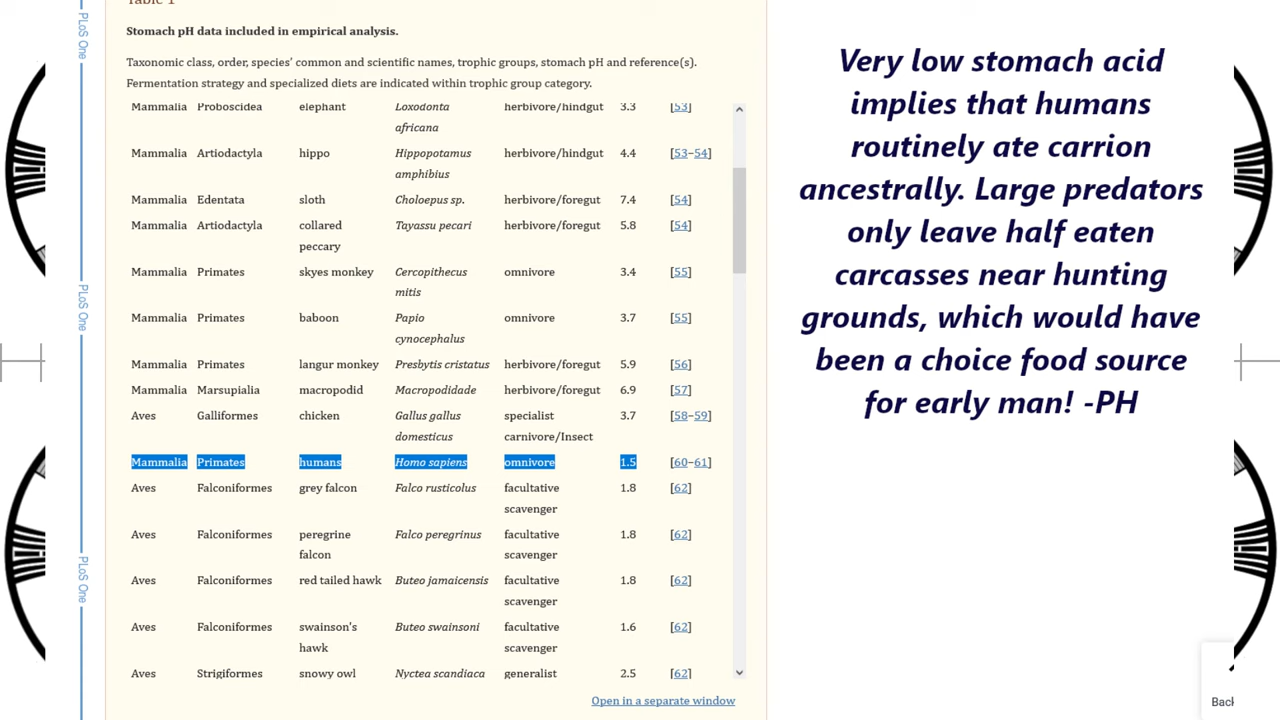 Table 1
Stomach pH data included in empirical analysis.
Taxonomic class, order, species' common and scientific names, trophic groups, stomach pH and reference(s).
Fermentation strategy and specialized diets are indicated within trophic group category.
Mammalia Proboscidea elephant Loxodonta herbivore/hindgut 3.3 [53]
africana
Mammalia Artiodactyla hippo Hippopotamus herbivore/hindgut 4.4 [53–54]
amphibius
Mammalia Edentata sloth Choloepus sp. herbivore/foregut 7.4 [54]
Mammalia Artiodactyla collared Tayassu pecari herbivore/foregut 5.8 [54]
peccary
Mammalia Primates skyes monkey Cercopithecus omnivore 3.4 [55]
mitis
Mammalia Primates baboon Papio omnivore 3.7 [55]
cynocephalus
Mammalia Primates langur monkey Presbytis cristatus herbivore/foregut 5.9 [56]
Mammalia Marsupialia macropodid Macropodidade herbivore/foregut 6.9 [57]
Aves Galliformes chicken Gallus gallus specialist 3.7 [58–59]
domesticus carnivore/Insect
Mammalia Primates humans Homo sapiens omnivore 1.5 [60–61]
Aves Falconiformes grey falcon Falco rusticolus facultative 1.8 [62]
scavenger
Aves Falconiformes peregrine Falco peregrinus facultative 1.8 [62]
falcon scavenger
Aves Falconiformes red tailed hawk Buteo jamaicensis facultative 1.8 [62]
scavenger
Aves Falconiformes swainson's Buteo swainsoni facultative 1.6 [62]
hawk scavenger
Aves Strigiformes snowy owl Nyctea scandiaca generalist 2.5 [62]
Open in a separate window
PLoS One
PLoS One
PLoS One
Very low stomach acid
implies that humans
routinely ate carrion
ancestrally. Large predators
only leave half eaten
carcasses near hunting
grounds, which would have
been a choice food source
for early man! -PH
Back